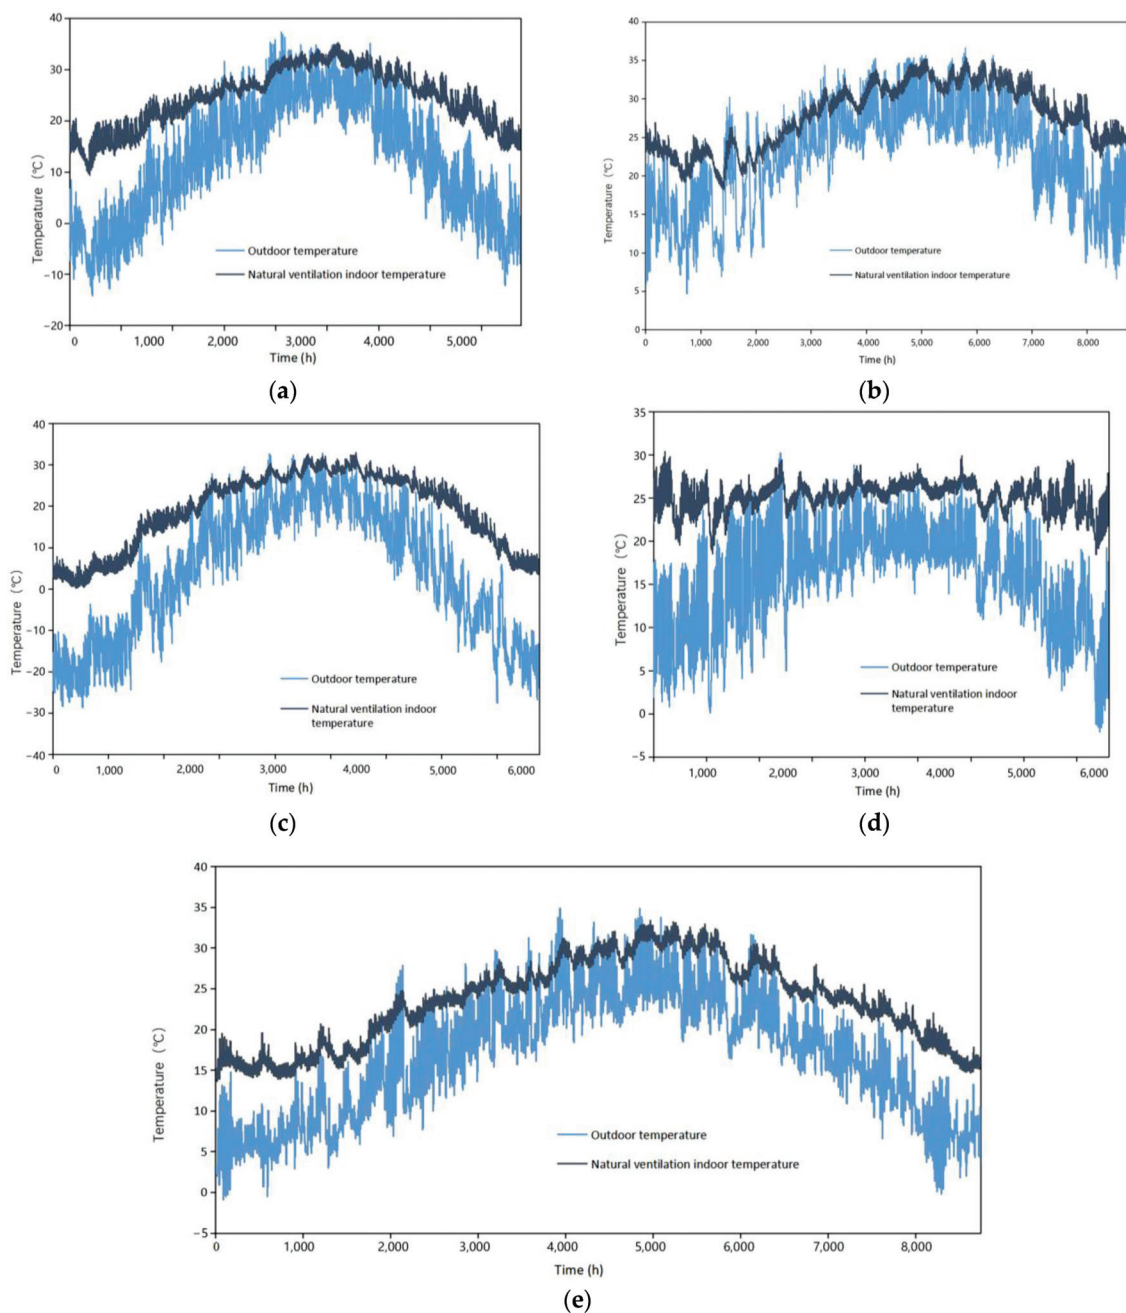 40
30
20
10
0
−10
−20
Temperature (℃)
Outdoor temperature
Natural ventilation indoor temperature
0 1,000 2,000 3,000 4,000 5,000
Time (h)
(a)
40
35
30
25
20
15
10
5
0
Temperature (℃)
Outdoor temperature
Natural ventilation indoor temperature
0 1,000 2,000 3,000 4,000 5,000 6,000 7,000 8,000
Time (h)
(b)
40
30
20
10
0
−10
−20
−30
−40
Temperature (℃)
Outdoor temperature
Natural ventilation indoor
temperature
0 1,000 2,000 3,000 4,000 5,000 6,000
Time (h)
(c)
35
30
25
20
15
10
5
0
−5
Temperature (℃)
Outdoor temperature
Natural ventilation indoor
temperature
1,000 2,000 3,000 4,000 5,000 6,000
Time (h)
(d)
40
35
30
25
20
15
10
5
0
−5
Temperature (℃)
Outdoor temperature
Natural ventilation indoor temperature
0 1,000 2,000 3,000 4,000 5,000 6,000 7,000 8,000
Time (h)
(e)